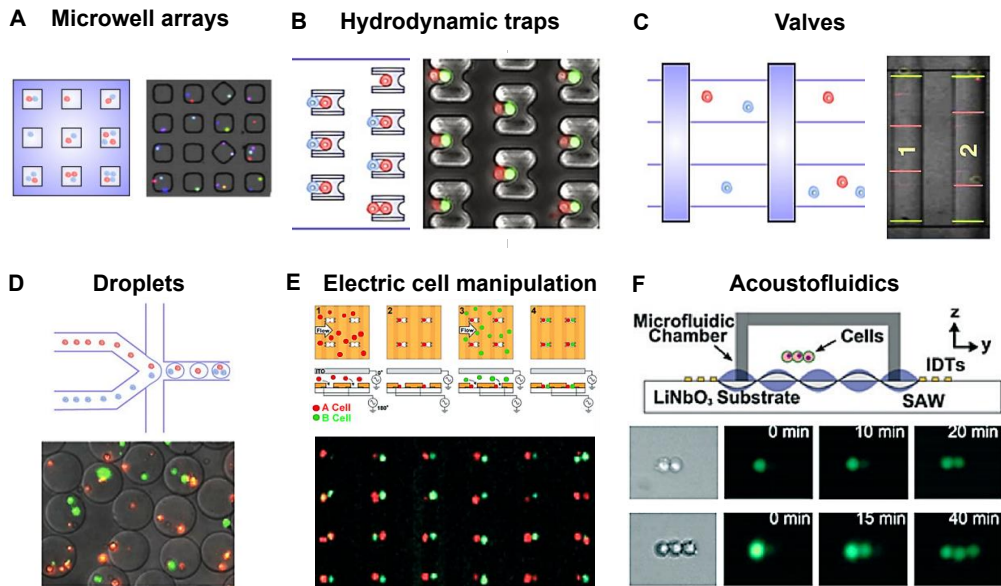 A Microwell arrays
B Hydrodynamic traps
C Valves
1
2
D Droplets
E Electric cell manipulation
1
2
3
4
Flow
Flow
ITO
0°
180°
A Cell
B Cell
F Acoustofluidics
Microfluidic
Chamber
Cells
z
y
IDTs
LiNbO₃ Substrate
SAW
0 min
10 min
20 min
0 min
15 min
40 min